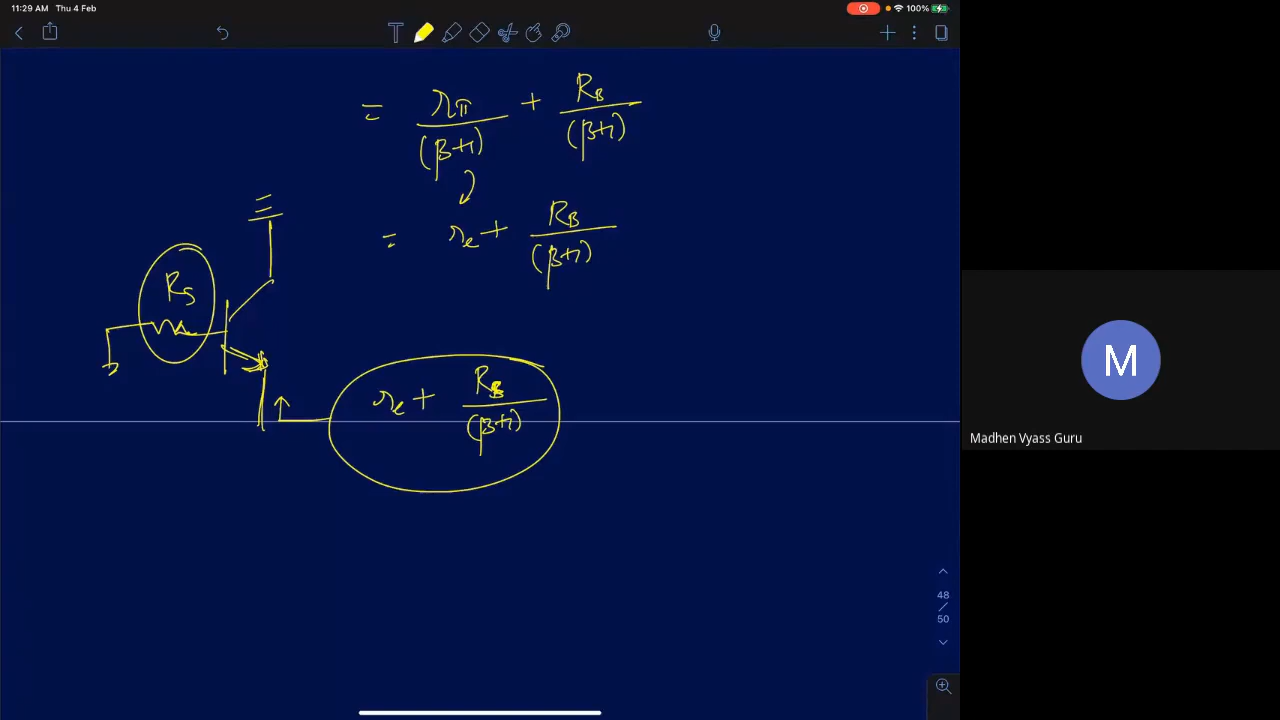 11:29 AM Thu 4 Feb
100%
= rπ/(β+1) + RB/(β+1)
= re + RB/(β+1)
RS
re + RB/(β+1)
M
Madhen Vyass Guru
48
/
50